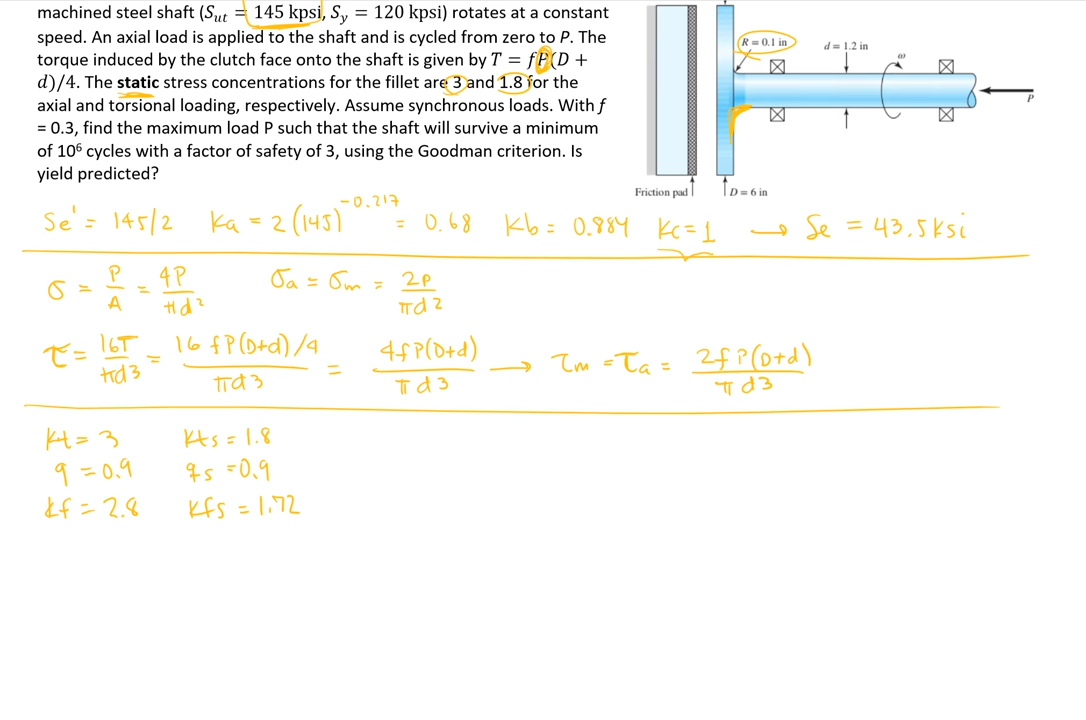 machined steel shaft (Sut = 145 kpsi, Sy = 120 kpsi) rotates at a constant
speed. An axial load is applied to the shaft and is cycled from zero to P. The
torque induced by the clutch face onto the shaft is given by T = fP(D +
d)/4. The static stress concentrations for the fillet are 3 and 1.8 for the
axial and torsional loading, respectively. Assume synchronous loads. With f
= 0.3, find the maximum load P such that the shaft will survive a minimum
of 10⁶ cycles with a factor of safety of 3, using the Goodman criterion. Is
yield predicted?
R = 0.1 in
d = 1.2 in
ω
P
Friction pad
D = 6 in
Se' = 145/2 Ka = 2(145)^-0.217 = 0.68 Kb = 0.884 Kc = 1 → Se = 43.5 ksi
σ = P/A = 4P/πd² σa = σm = 2P/πd²
τ = 16T/πd3 = 16 fP(D+d)/4/πd3 = 4fP(D+d)/πd3 → τm = τa = 2fP(D+d)/πd3
Kt = 3 Kts = 1.8
q = 0.9 qs = 0.9
kf = 2.8 Kfs = 1.72